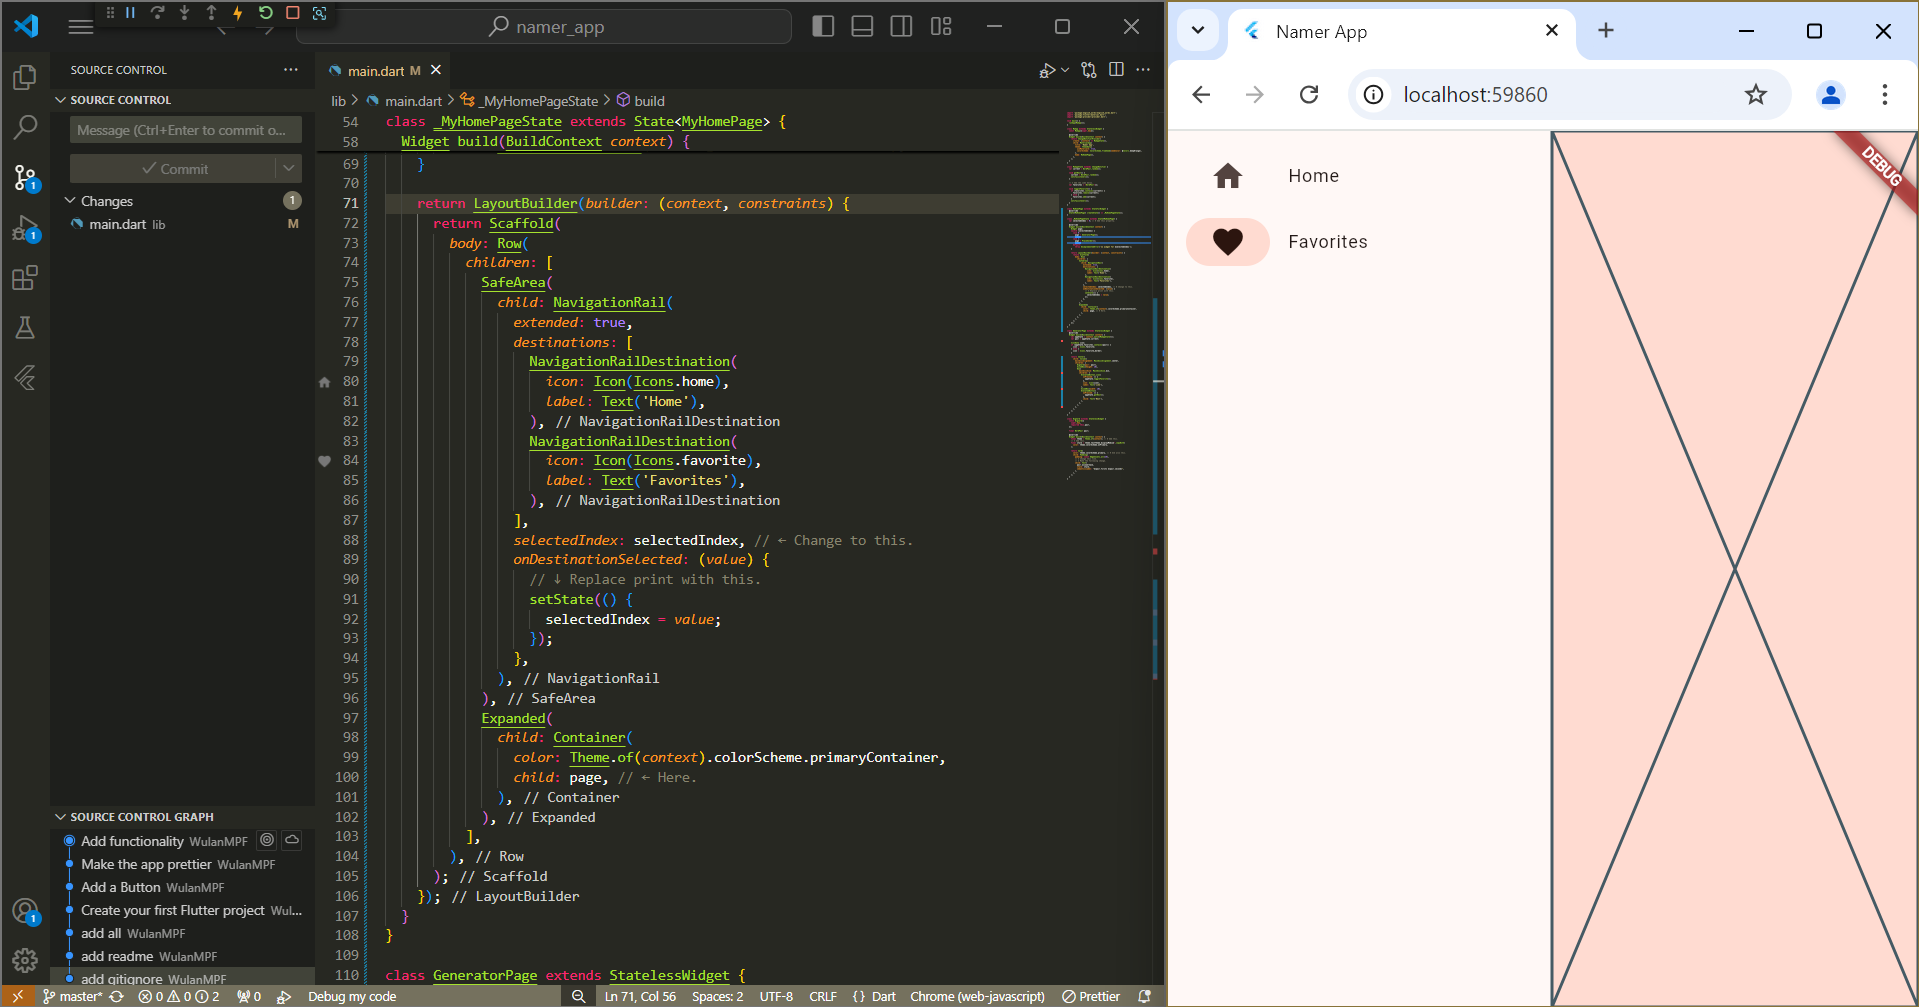 namer_app
SOURCE CONTROL
SOURCE CONTROL
Message (Ctrl+Enter to commit o...
Commit
Changes 1
main.dart lib M
1
1
1
SOURCE CONTROL GRAPH
Add functionality WulanMPF
Make the app prettier WulanMPF
Add a Button WulanMPF
Create your first Flutter project Wul...
add all WulanMPF
add readme WulanMPF
add gitignore WulanMPF
main.dart M
lib > main.dart > _MyHomePageState > build
54 class _MyHomePageState extends State<MyHomePage> {
58 Widget build(BuildContext context) {
69 }
70
71 return LayoutBuilder(builder: (context, constraints) {
72 return Scaffold(
73 body: Row(
74 children: [
75 SafeArea(
76 child: NavigationRail(
77 extended: true,
78 destinations: [
79 NavigationRailDestination(
80 icon: Icon(Icons.home),
81 label: Text('Home'),
82 ), // NavigationRailDestination
83 NavigationRailDestination(
84 icon: Icon(Icons.favorite),
85 label: Text('Favorites'),
86 ), // NavigationRailDestination
87 ],
88 selectedIndex: selectedIndex, // ← Change to this.
89 onDestinationSelected: (value) {
90 // ↓ Replace print with this.
91 setState(() {
92 selectedIndex = value;
93 });
94 },
95 ), // NavigationRail
96 ), // SafeArea
97 Expanded(
98 child: Container(
99 color: Theme.of(context).colorScheme.primaryContainer,
100 child: page, // ← Here.
101 ), // Container
102 ), // Expanded
103 ],
104 ), // Row
105 ); // Scaffold
106 }); // LayoutBuilder
107 }
108 }
109
110 class GeneratorPage extends StatelessWidget {
master* 0 0 2 0 Debug my code Ln 71, Col 56 Spaces: 2 UTF-8 CRLF {} Dart Chrome (web-javascript) Prettier
Namer App
localhost:59860
Home
Favorites
DEBUG